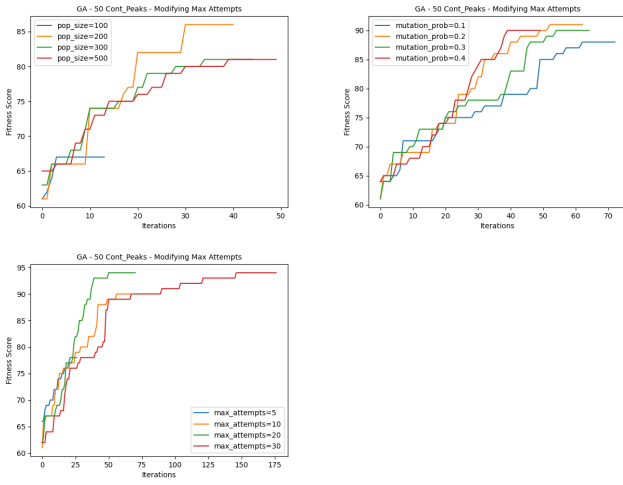 GA - 50 Cont_Peaks - Modifying Max Attempts
pop_size=100
pop_size=200
pop_size=300
pop_size=500
85
80
75
70
65
60
Fitness Score
0
10
20
30
40
50
Iterations
GA - 50 Cont_Peaks - Modifying Max Attempts
mutation_prob=0.1
mutation_prob=0.2
mutation_prob=0.3
mutation_prob=0.4
90
85
80
75
70
65
60
Fitness Score
0
10
20
30
40
50
60
70
Iterations
GA - 50 Cont_Peaks - Modifying Max Attempts
95
90
85
80
75
70
65
60
Fitness Score
max_attempts=5
max_attempts=10
max_attempts=20
max_attempts=30
0
25
50
75
100
125
150
175
Iterations